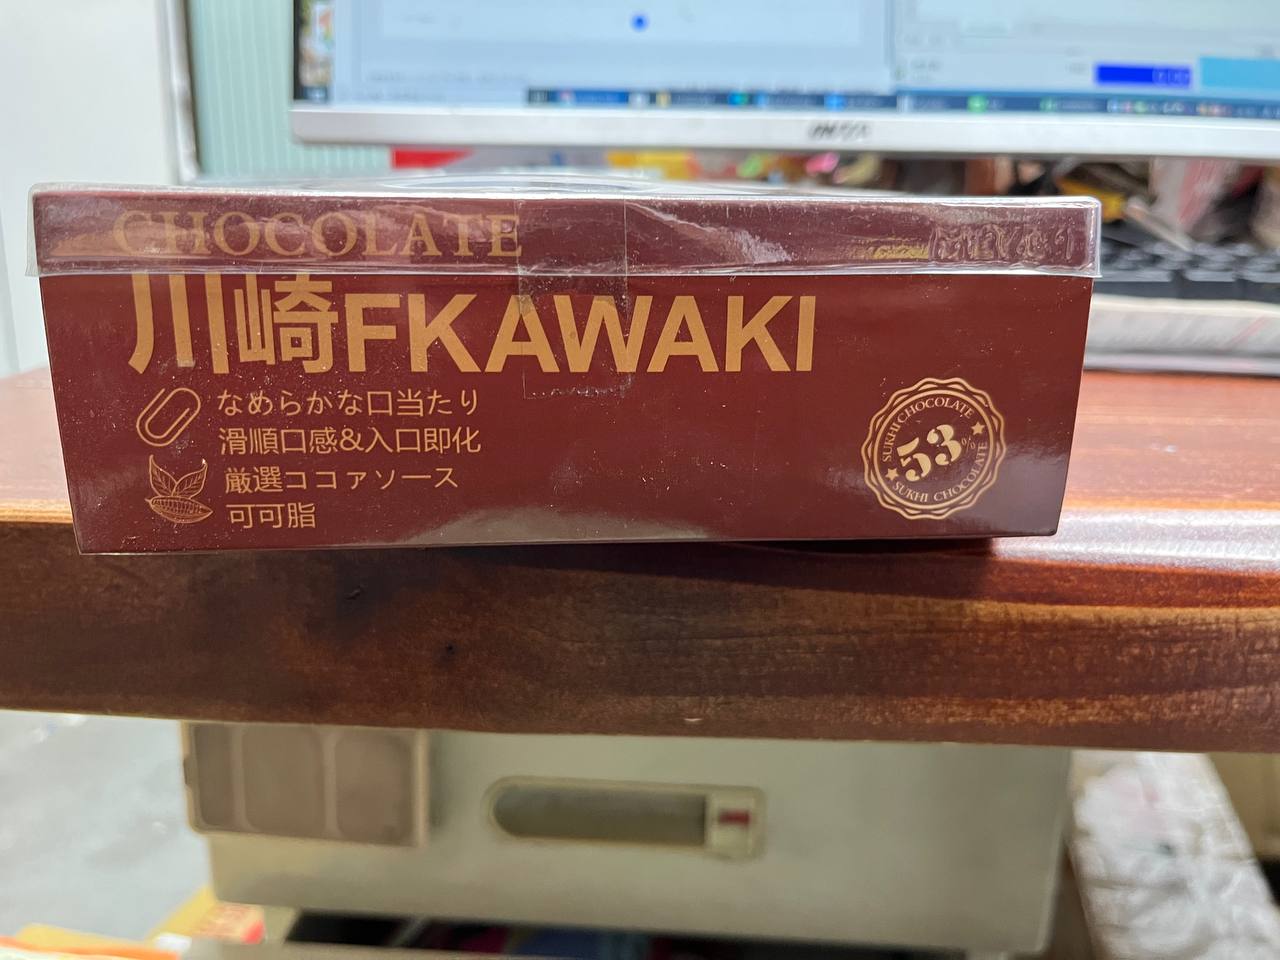 CHOCOLATE
川崎FKAWAKI
なめらかな口当たり
滑順口感&入口即化
厳選ココアソース
可可脂
SUKHI CHOCOLATE
53%
SUKHI CHOCOLATE